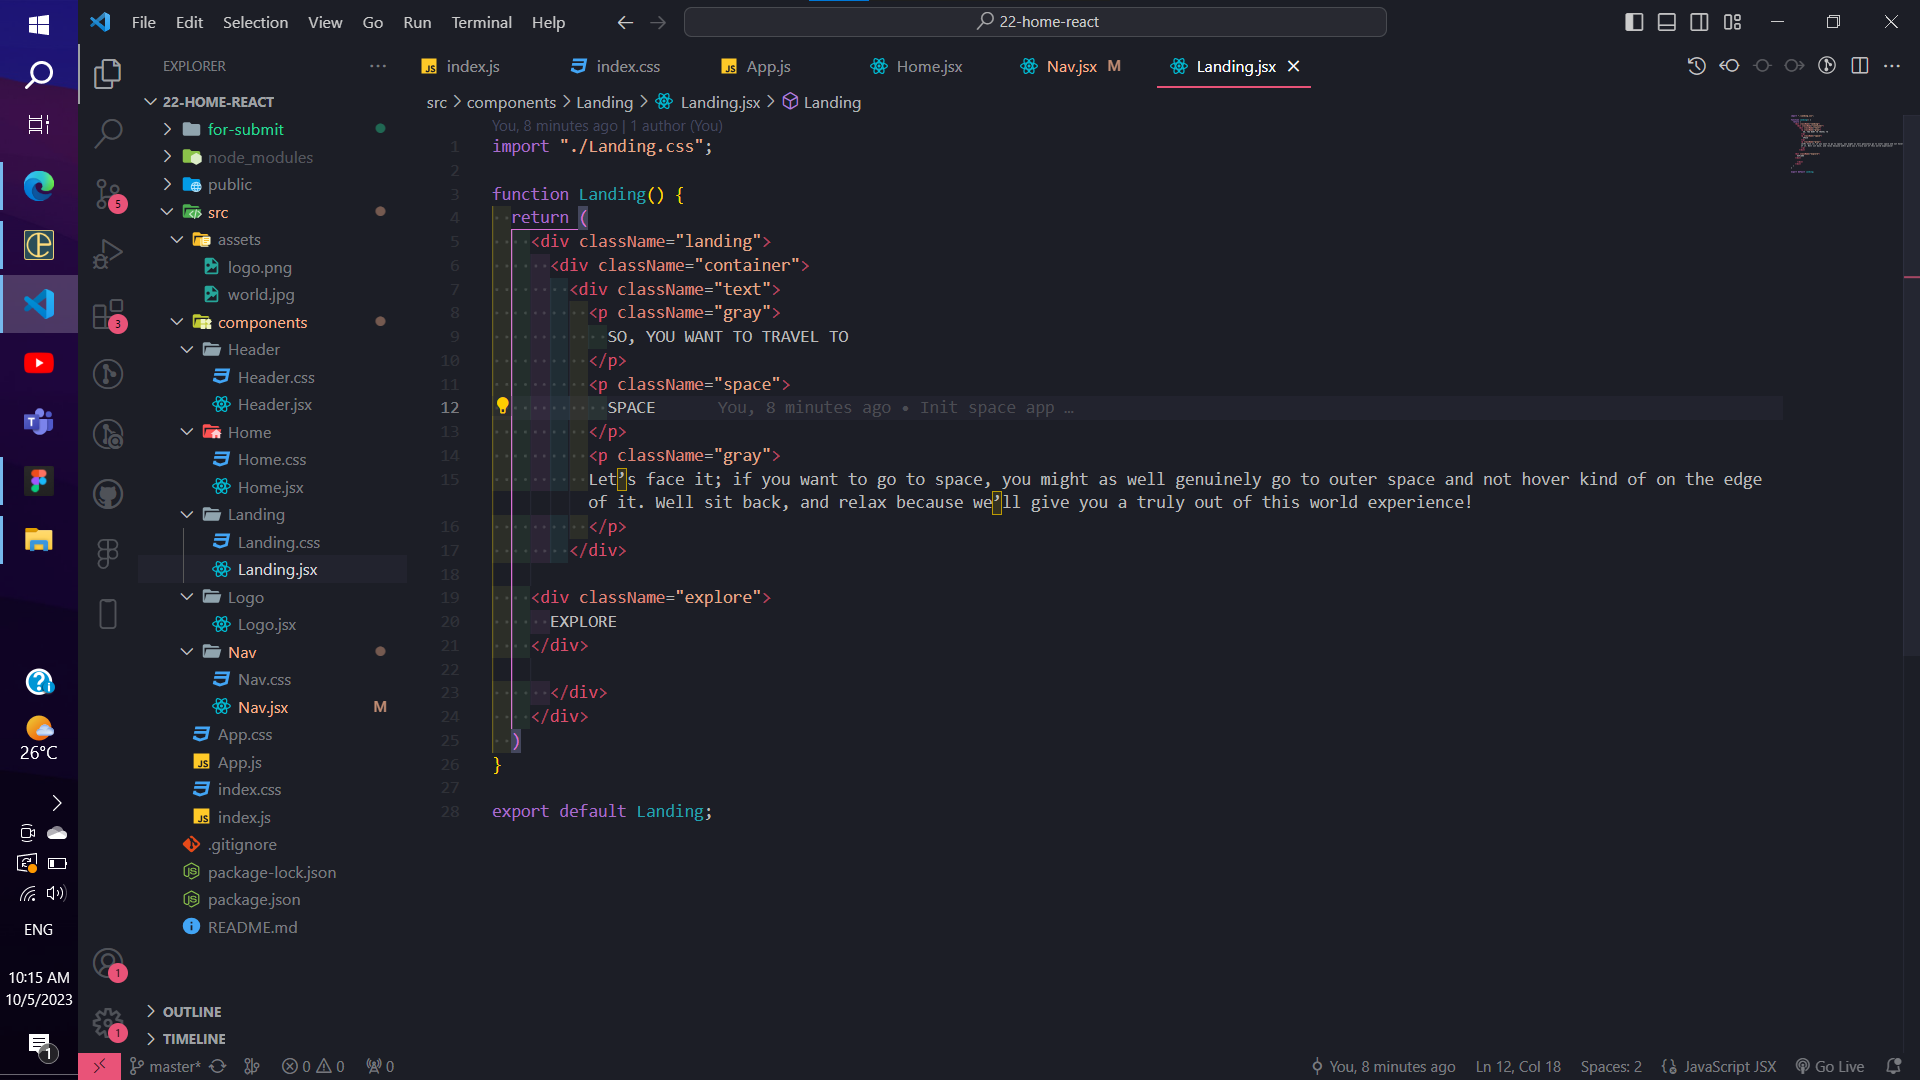 File Edit Selection View Go Run Terminal Help
22-home-react
EXPLORER
22-HOME-REACT
for-submit
node_modules
public
src
assets
logo.png
world.jpg
components
Header
Header.css
Header.jsx
Home
Home.css
Home.jsx
Landing
Landing.css
Landing.jsx
Logo
Logo.jsx
Nav
Nav.css
Nav.jsx M
App.css
App.js
index.css
index.js
.gitignore
package-lock.json
package.json
README.md
OUTLINE
TIMELINE
5
3
1
1
26°C
ENG
10:15 AM
10/5/2023
1
index.js index.css App.js Home.jsx Nav.jsx M Landing.jsx
src components Landing Landing.jsx Landing
You, 8 minutes ago | 1 author (You)
1 import "./Landing.css";
2
3 function Landing() {
4 return (
5 <div className="landing">
6 <div className="container">
7 <div className="text">
8 <p className="gray">
9 SO, YOU WANT TO TRAVEL TO
10 </p>
11 <p className="space">
12 SPACE You, 8 minutes ago • Init space app …
13 </p>
14 <p className="gray">
15 Let’s face it; if you want to go to space, you might as well genuinely go to outer space and not hover kind of on the edge
of it. Well sit back, and relax because we’ll give you a truly out of this world experience!
16 </p>
17 </div>
18
19 <div className="explore">
20 EXPLORE
21 </div>
22
23 </div>
24 </div>
25 )
26 }
27
28 export default Landing;
master* 0 0 0 You, 8 minutes ago Ln 12, Col 18 Spaces: 2 JavaScript JSX Go Live